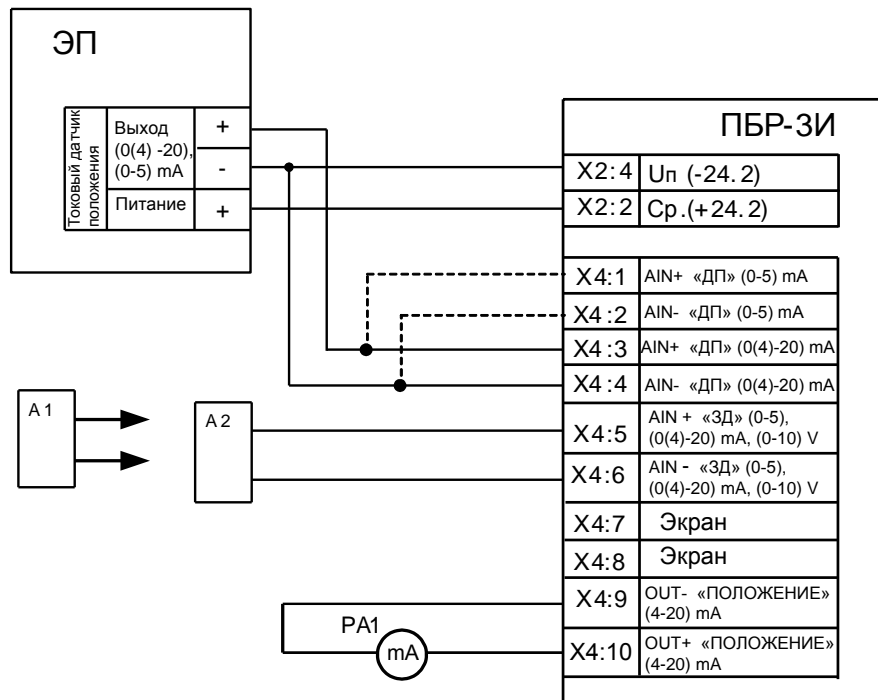 ЭП
Токовый датчик
положения
Выход
(0(4) -20),
(0-5) mA
+
-
Питание
+
ПБР-3И
X2:4 Uп (-24.2)
X2:2 Ср.(+24.2)
X4:1 AIN+ «ДП» (0-5) mA
X4:2 AIN- «ДП» (0-5) mA
X4:3 AIN+ «ДП» (0(4)-20) mA
X4:4 AIN- «ДП» (0(4)-20) mA
X4:5 AIN + «ЗД» (0-5),
(0(4)-20) mA, (0-10) V
X4:6 AIN - «ЗД» (0-5),
(0(4)-20) mA, (0-10) V
X4:7 Экран
X4:8 Экран
X4:9 OUT- «ПОЛОЖЕНИЕ»
(4-20) mA
X4:10 OUT+ «ПОЛОЖЕНИЕ»
(4-20) mA
A1
A2
PA1
mA